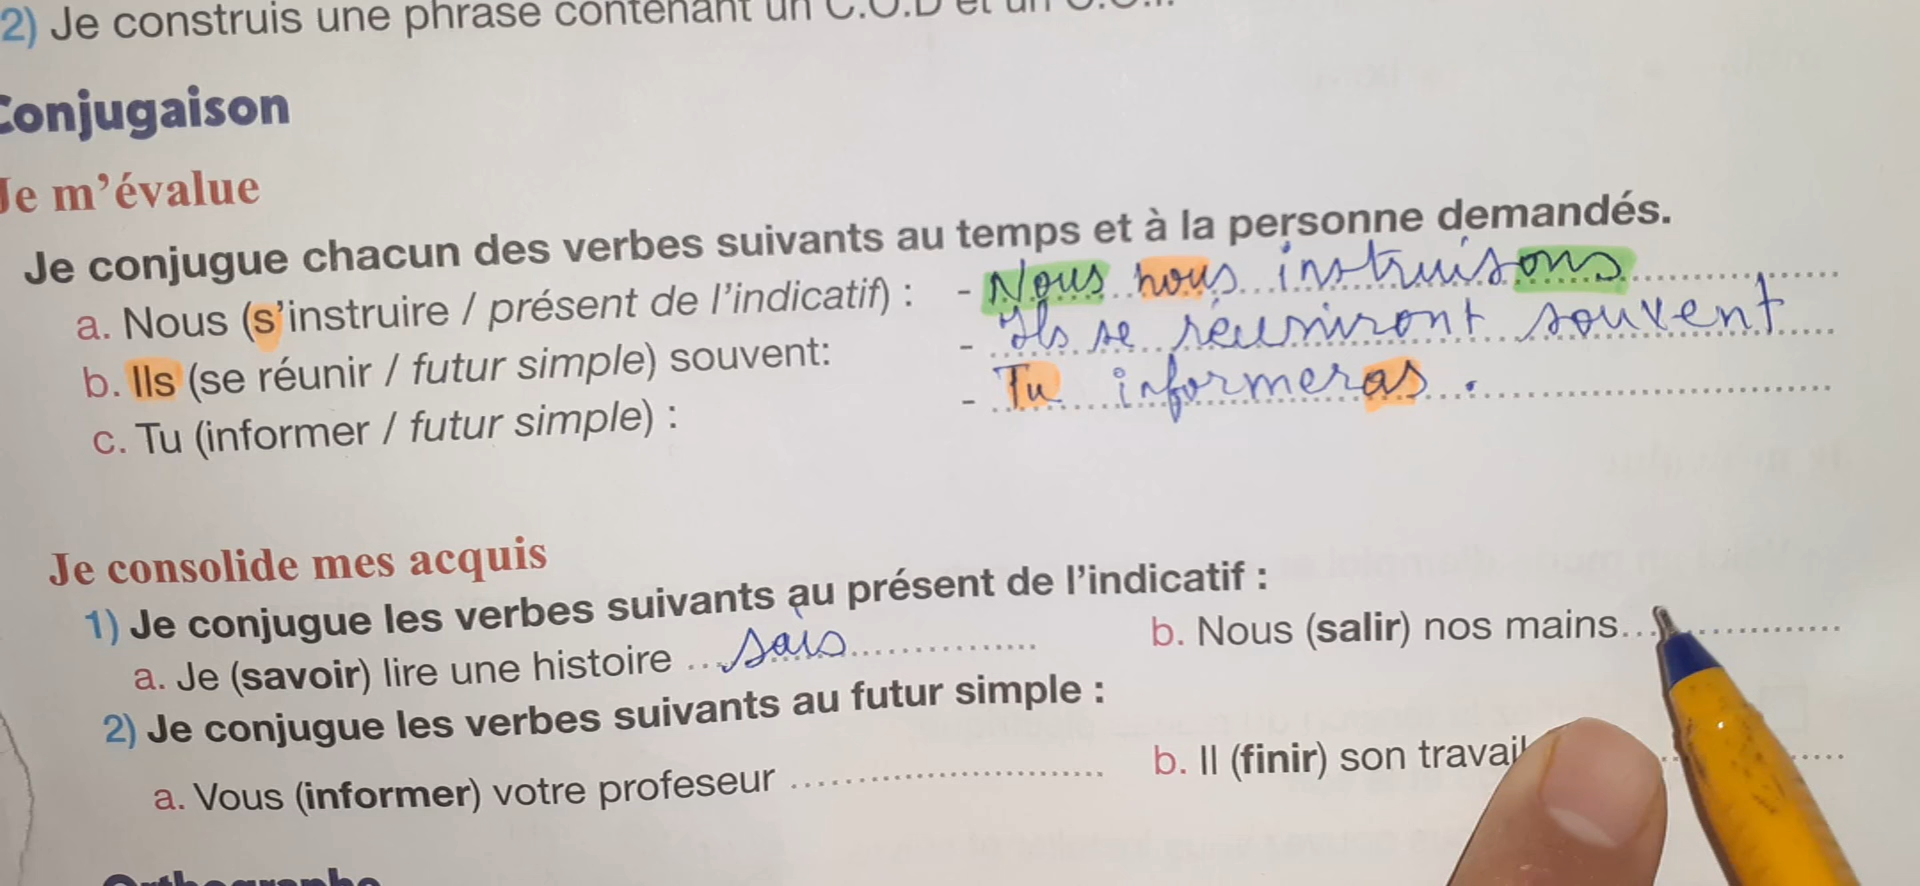 2) Je construis une phrase contenant un C.O.D et un
Conjugaison
Je m'évalue
Je conjugue chacun des verbes suivants au temps et à la personne demandés.
a. Nous (s'instruire / présent de l'indicatif) : - Nous nous instruisons
b. Ils (se réunir / futur simple) souvent: - Ils se réuniront souvent
c. Tu (informer / futur simple) : - Tu informeras.
Je consolide mes acquis
1) Je conjugue les verbes suivants au présent de l'indicatif :
a. Je (savoir) lire une histoire ... sais ... b. Nous (salir) nos mains...
2) Je conjugue les verbes suivants au futur simple :
a. Vous (informer) votre profeseur ... b. Il (finir) son travail
Orthographe